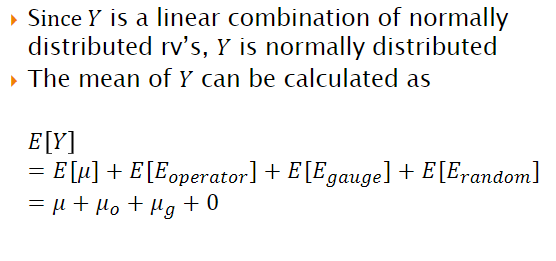 Since Y is a linear combination of normally
distributed rv's, Y is normally distributed
The mean of Y can be calculated as
E[Y]
= E[μ] + E[E_operator] + E[E_gauge] + E[E_random]
= μ + μ_o + μ_g + 0